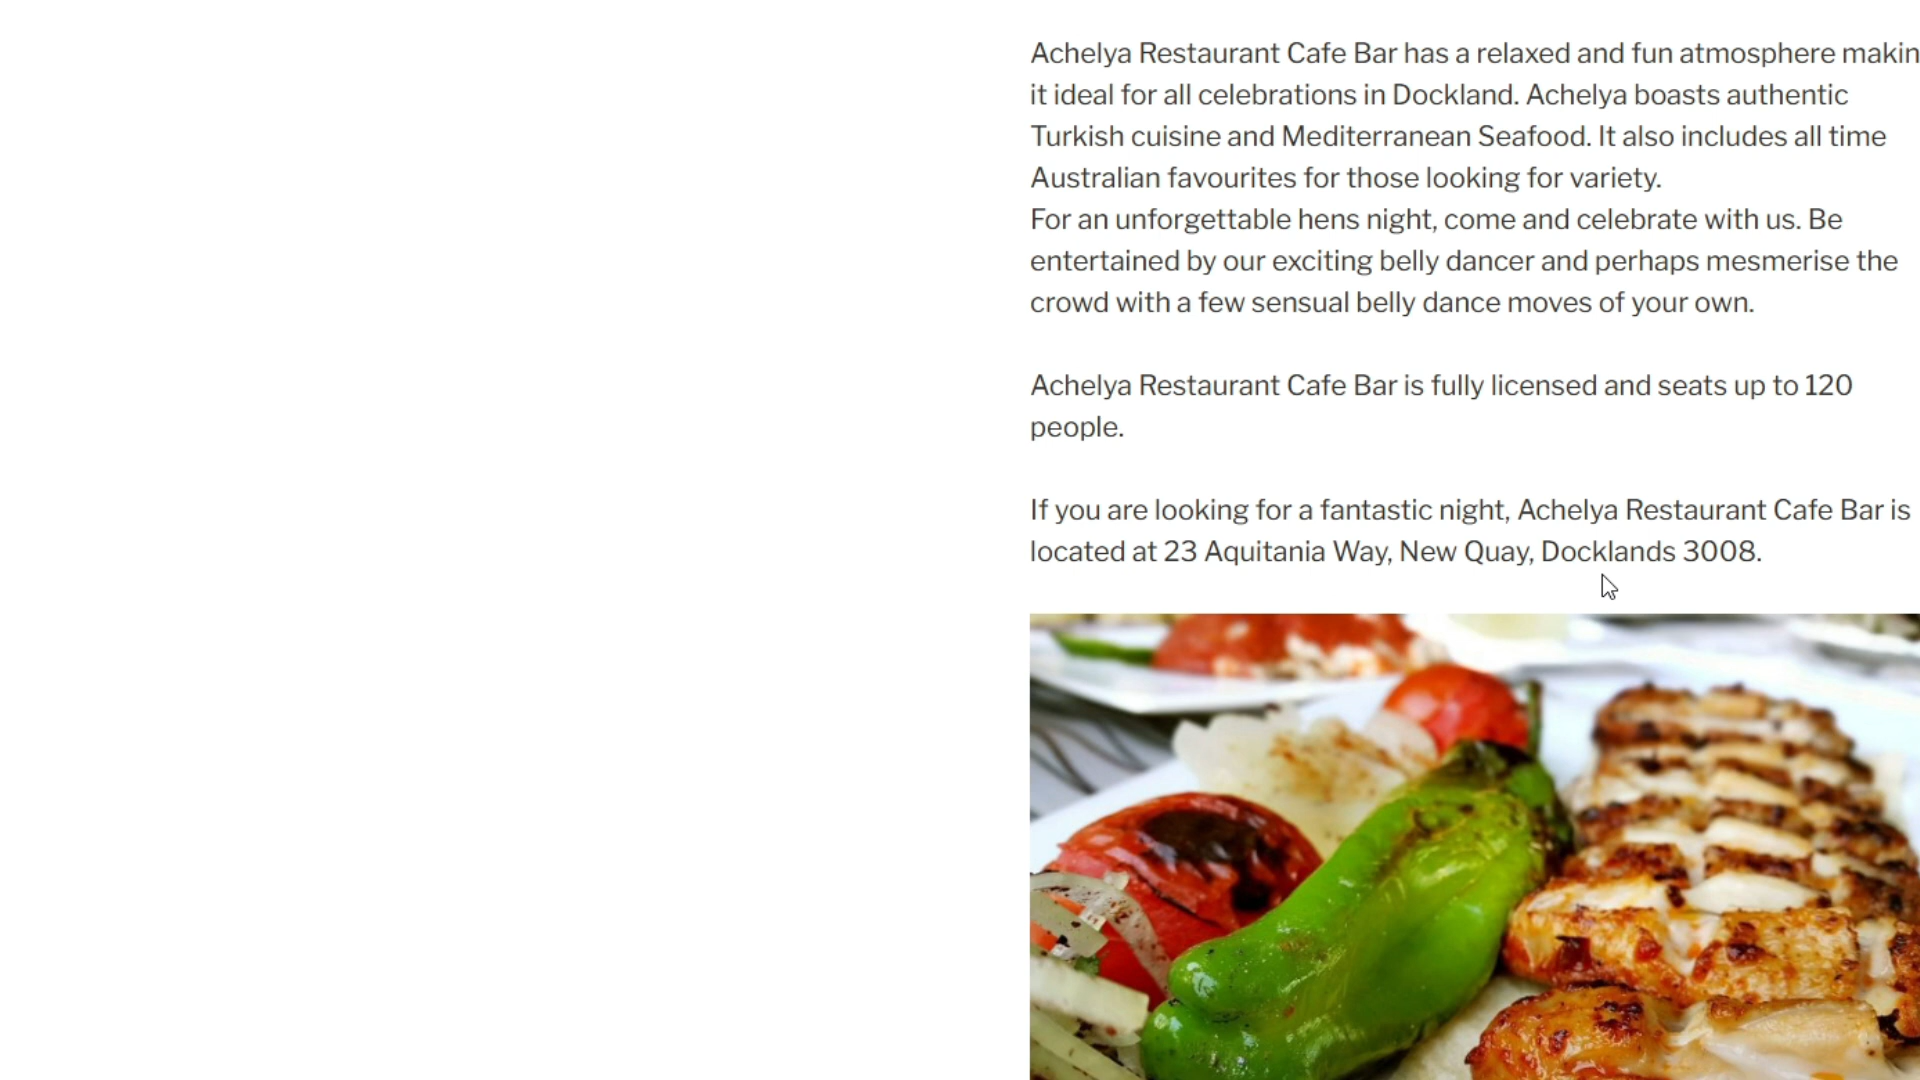 Achelya Restaurant Cafe Bar has a relaxed and fun atmosphere makin
it ideal for all celebrations in Dockland. Achelya boasts authentic
Turkish cuisine and Mediterranean Seafood. It also includes all time
Australian favourites for those looking for variety.
For an unforgettable hens night, come and celebrate with us. Be
entertained by our exciting belly dancer and perhaps mesmerise the
crowd with a few sensual belly dance moves of your own.
Achelya Restaurant Cafe Bar is fully licensed and seats up to 120
people.
If you are looking for a fantastic night, Achelya Restaurant Cafe Bar is
located at 23 Aquitania Way, New Quay, Docklands 3008.